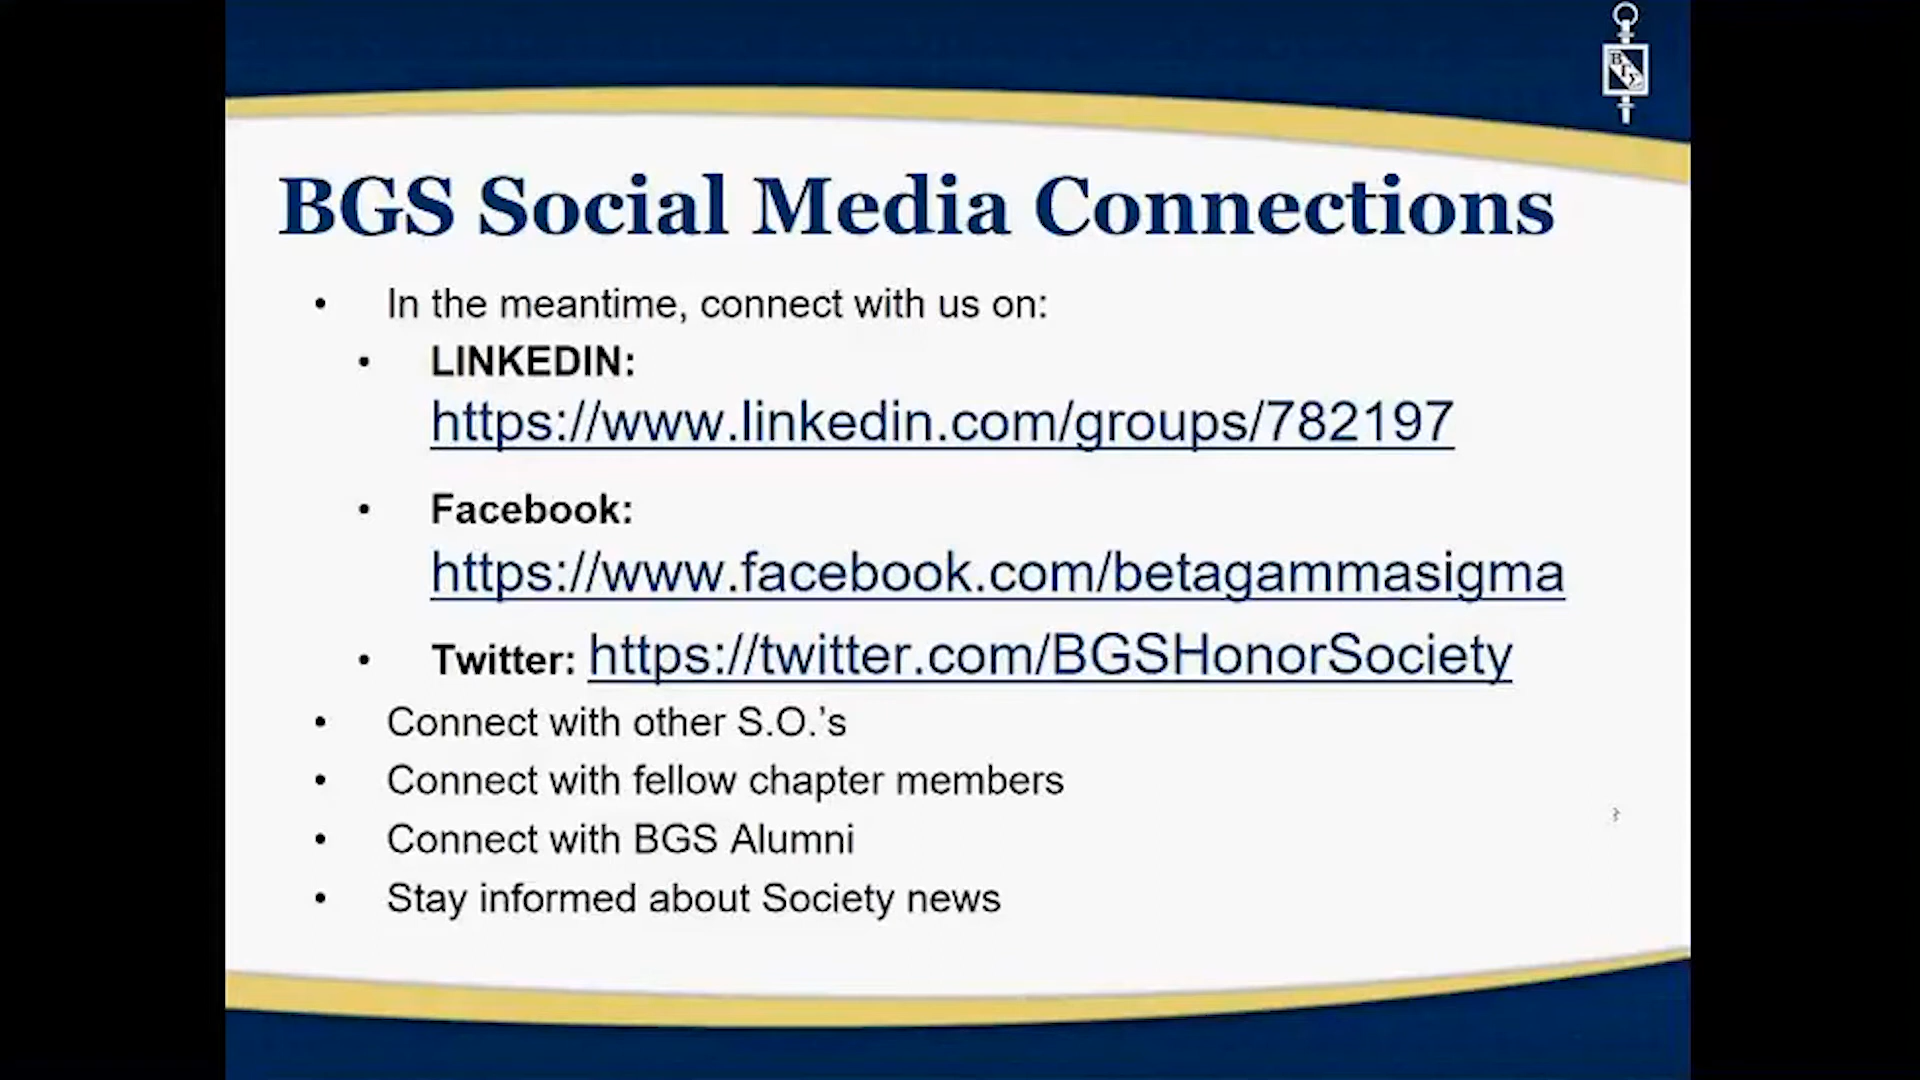 ΒΓΣ
BGS Social Media Connections
• In the meantime, connect with us on:
• LINKEDIN:
https://www.linkedin.com/groups/782197
• Facebook:
https://www.facebook.com/betagammasigma
• Twitter: https://twitter.com/BGSHonorSociety
• Connect with other S.O.’s
• Connect with fellow chapter members
• Connect with BGS Alumni
• Stay informed about Society news